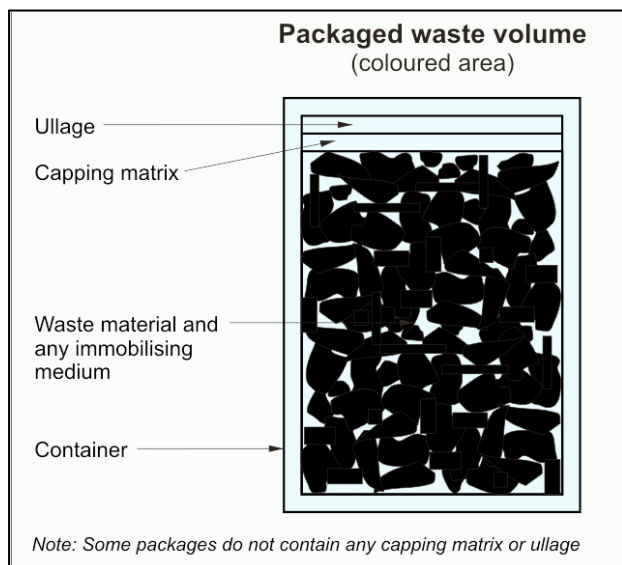 Packaged waste volume
(coloured area)
Ullage
Capping matrix
Waste material and
any immobilising
medium
Container
Note: Some packages do not contain any capping matrix or ullage